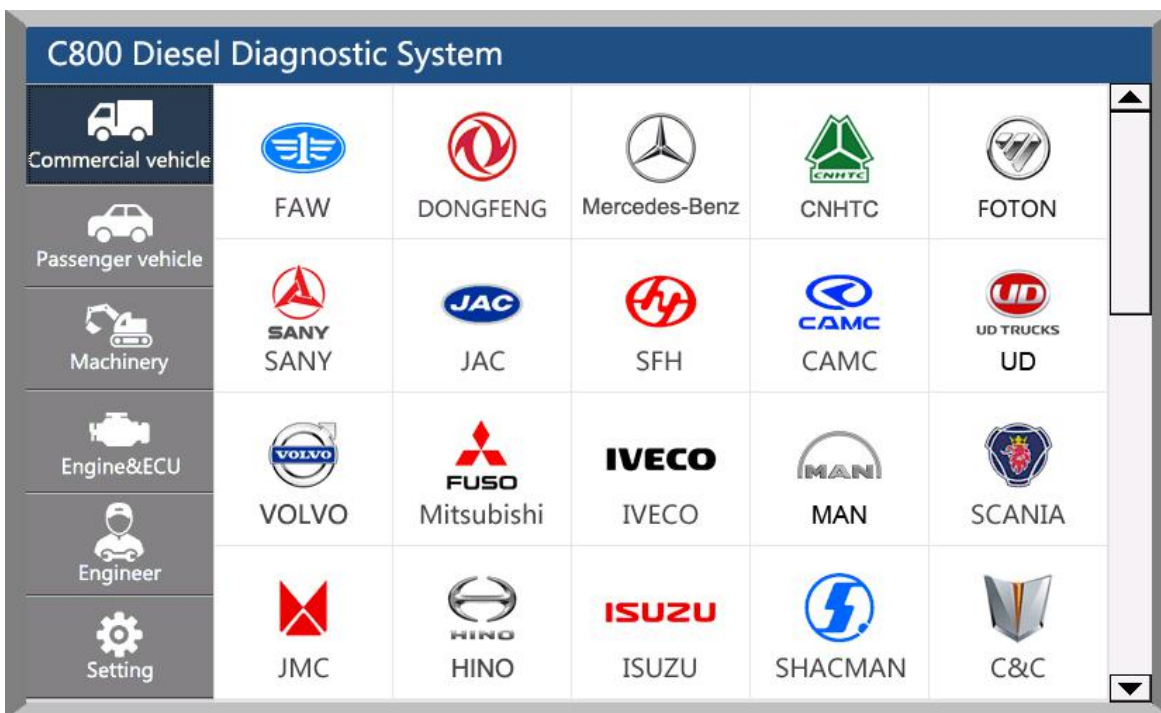 C800 Diesel Diagnostic System
Commercial vehicle
Passenger vehicle
Machinery
Engine&ECU
Engineer
Setting
FAW
DONGFENG
Mercedes-Benz
CNHTC
CNHTC
FOTON
SANY
SANY
JAC
JAC
SFH
CAMC
CAMC
UD
UD TRUCKS
UD
VOLVO
VOLVO
FUSO
Mitsubishi
IVECO
IVECO
MAN
MAN
SCANIA
JMC
HINO
HINO
ISUZU
ISUZU
SHACMAN
C&C